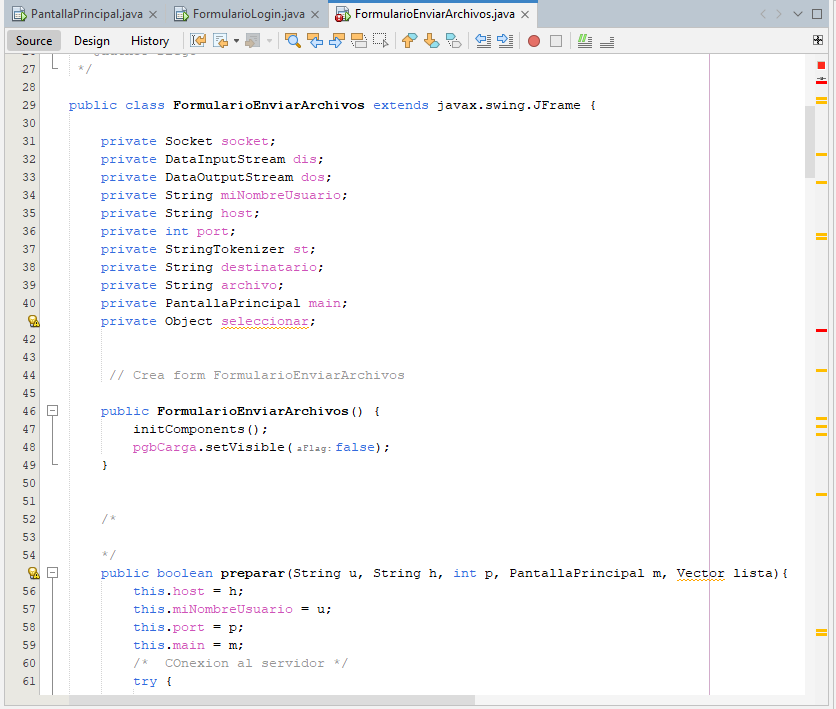 PantallaPrincipal.java FormularioLogin.java FormularioEnviarArchivos.java
Source Design History
27 */
28
29 public class FormularioEnviarArchivos extends javax.swing.JFrame {
30
31 private Socket socket;
32 private DataInputStream dis;
33 private DataOutputStream dos;
34 private String miNombreUsuario;
35 private String host;
36 private int port;
37 private StringTokenizer st;
38 private String destinatario;
39 private String archivo;
40 private PantallaPrincipal main;
private Object seleccionar;
42
43
44 // Crea form FormularioEnviarArchivos
45
46 public FormularioEnviarArchivos() {
47 initComponents();
48 pgbCarga.setVisible( aFlag: false);
49 }
50
51
52 /*
53
54 */
public boolean preparar(String u, String h, int p, PantallaPrincipal m, Vector lista){
56 this.host = h;
57 this.miNombreUsuario = u;
58 this.port = p;
59 this.main = m;
60 /* COnexion al servidor */
61 try {